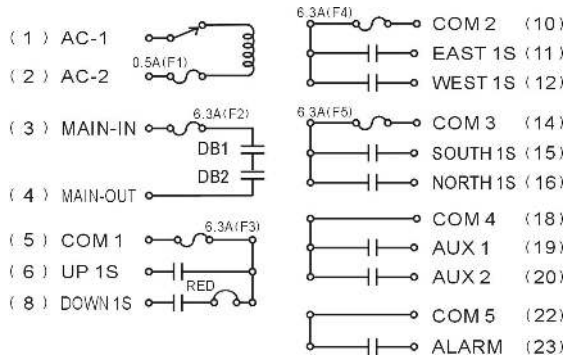 (1) AC-1
0.5A(F1)
(2) AC-2
6.3A(F2)
(3) MAIN-IN
DB1
DB2
(4) MAIN-OUT
6.3A(F3)
(5) COM 1
(6) UP 1S
RED
(8) DOWN 1S
6.3A(F4)
COM 2 (10)
EAST 1S (11)
WEST 1S (12)
6.3A(F5)
COM 3 (14)
SOUTH 1S (15)
NORTH 1S (16)
COM 4 (18)
AUX 1 (19)
AUX 2 (20)
COM 5 (22)
ALARM (23)